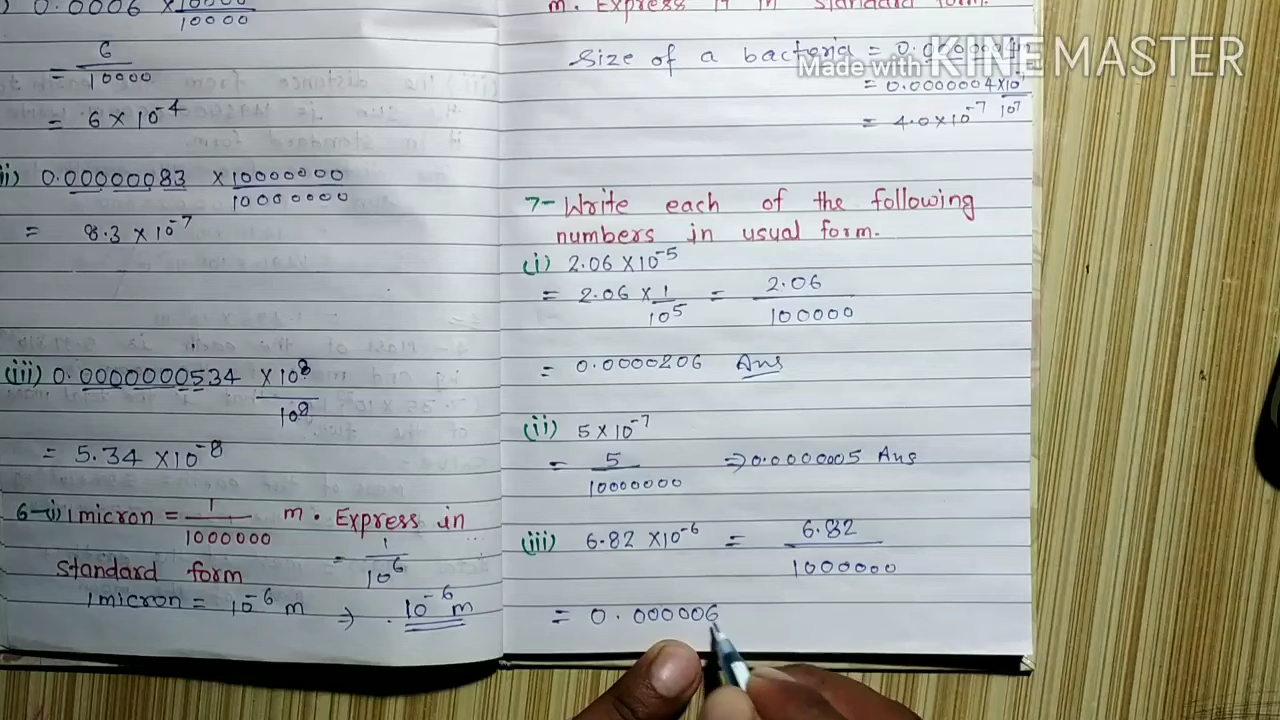 ) 0.0006 × 10000 / 10000
= 6 / 10000
= 6 × 10⁻⁴
ii) 0.00000083 × 10000000 / 10000000
= 8.3 × 10⁻⁷
(iii) 0.0000000534 × 10⁸ / 10⁸
= 5.34 × 10⁻⁸
6-(i) 1 micron = 1 / 1000000 m. Express in
standard form = 1 / 10⁶
1 micron = 10⁻⁶ m ⇒ 10⁻⁶ m
m. Express it in standard form.
Size of a bacteria = 0.0000004
= 0.0000004 × 10⁷ / 10⁷
= 4.0 × 10⁻⁷
7- Write each of the following
numbers in usual form.
(i) 2.06 × 10⁻⁵
= 2.06 × 1 / 10⁵ = 2.06 / 100000
= 0.0000206 Ans
(ii) 5 × 10⁻⁷
= 5 / 10000000 ⇒ 0.0000005 Ans
(iii) 6.82 × 10⁻⁶ = 6.82 / 1000000
= 0.000006
Made with KINEMASTER